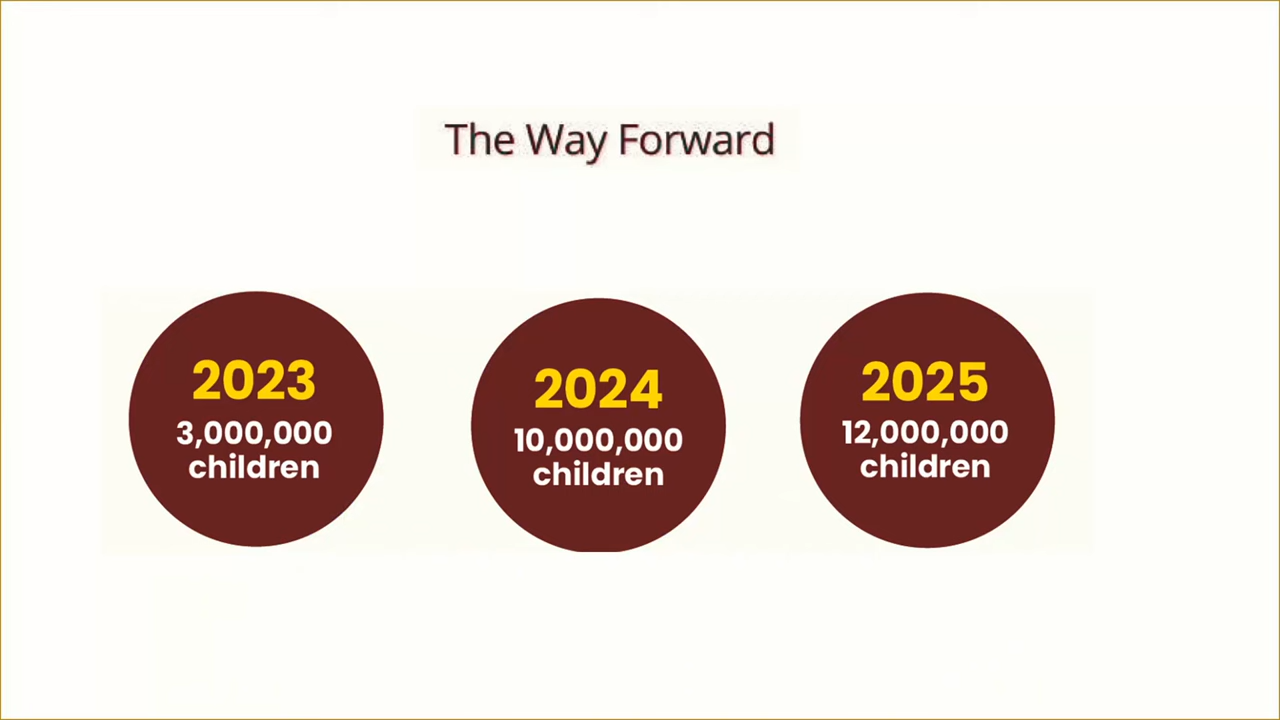 The Way Forward
2023
3,000,000
children
2024
10,000,000
children
2025
12,000,000
children